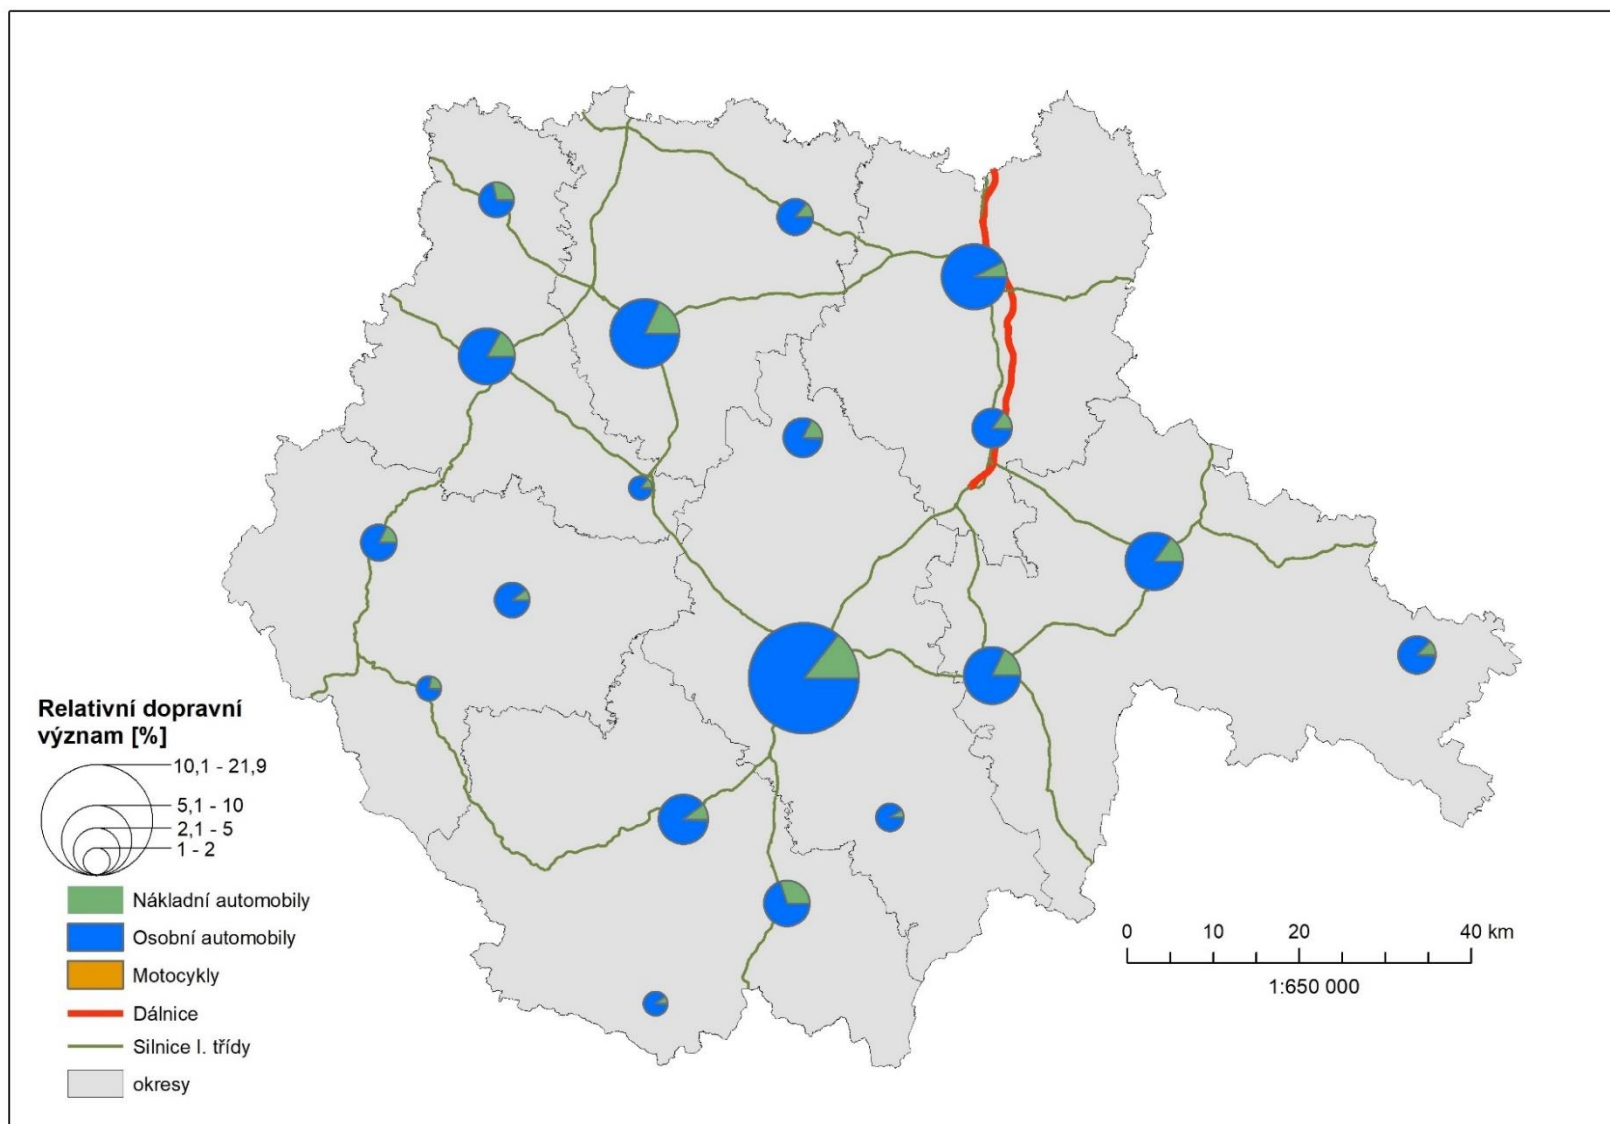 Relativní dopravní
význam [%]
10,1 - 21,9
5,1 - 10
2,1 - 5
1 - 2
Nákladní automobily
Osobní automobily
Motocykly
Dálnice
Silnice I. třídy
okresy
0 10 20 40 km
1:650 000